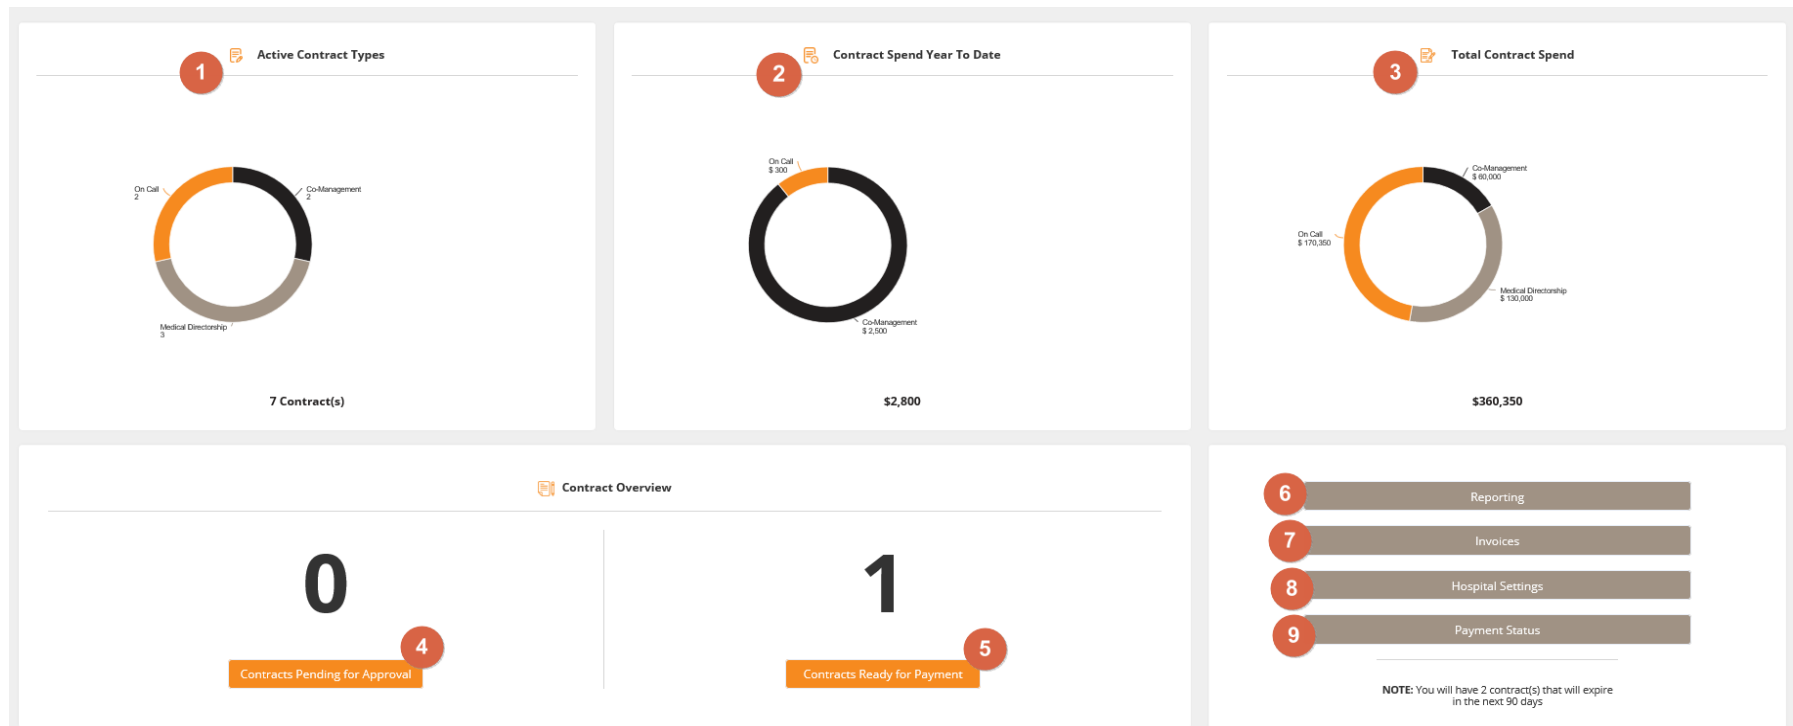 1
Active Contract Types
On Call
2
Co-Management
2
Medical Directorship
3
7 Contract(s)
2
Contract Spend Year To Date
On Call
$ 300
Co-Management
$ 2,500
$2,800
3
Total Contract Spend
Co-Management
$ 60,000
On Call
$ 170,350
Medical Directorship
$ 130,000
$360,350
Contract Overview
0
4
Contracts Pending for Approval
1
5
Contracts Ready for Payment
6
Reporting
7
Invoices
8
Hospital Settings
9
Payment Status
NOTE: You will have 2 contract(s) that will expire
in the next 90 days